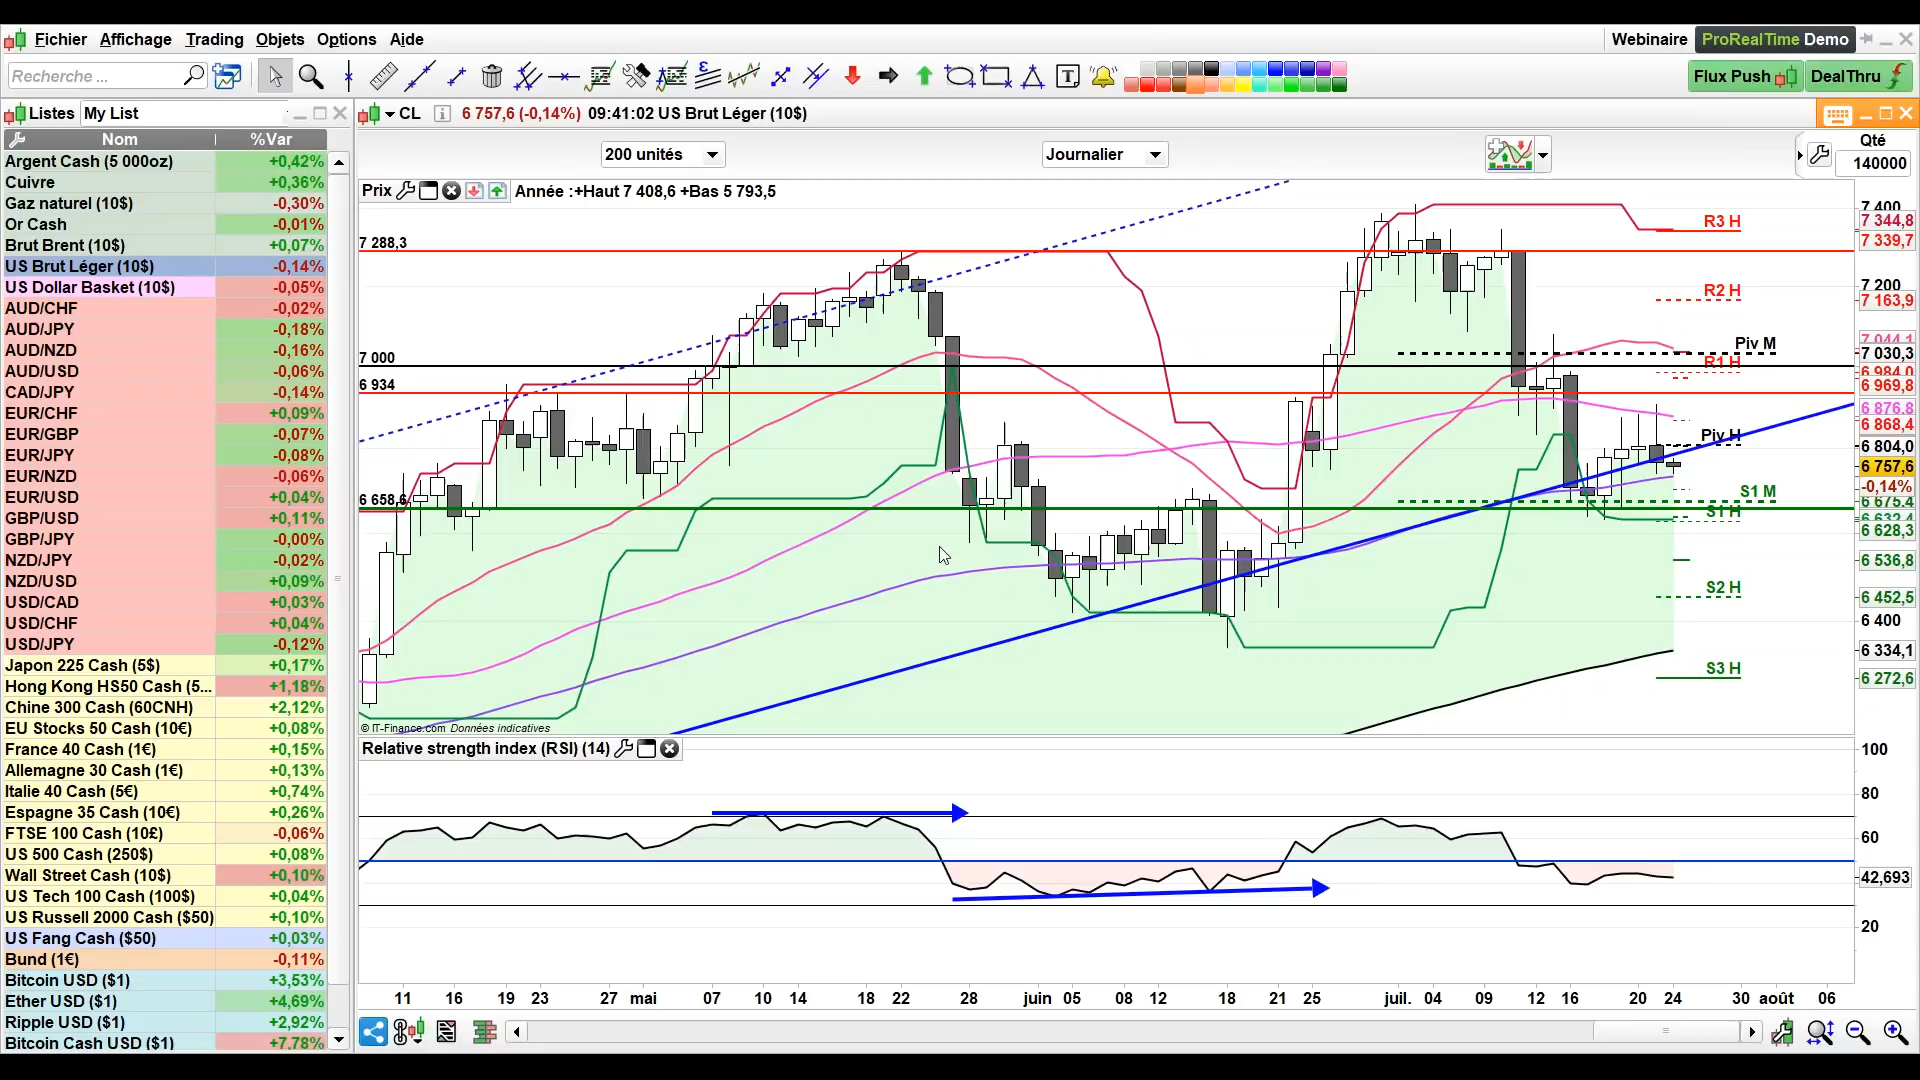 Fichier Affichage Trading Objets Options Aide
Webinaire ProRealTime Demo
Recherche ...
Flux Push DealThru
Listes My List
CL 6 757,6 (-0,14%) 09:41:02 US Brut Léger (10$)
Nom %Var
200 unités
Journalier
Qté
140000
Argent Cash (5 000oz) +0,42%
Cuivre +0,36%
Gaz naturel (10$) -0,30%
Or Cash -0,01%
Brut Brent (10$) +0,07%
US Brut Léger (10$) -0,14%
US Dollar Basket (10$) -0,05%
AUD/CHF -0,02%
AUD/JPY -0,18%
AUD/NZD -0,16%
AUD/USD -0,06%
CAD/JPY -0,14%
EUR/CHF +0,09%
EUR/GBP -0,07%
EUR/JPY -0,08%
EUR/NZD -0,06%
EUR/USD +0,04%
GBP/USD +0,11%
GBP/JPY -0,00%
NZD/JPY -0,02%
NZD/USD +0,09%
USD/CAD +0,03%
USD/CHF +0,04%
USD/JPY -0,12%
Japon 225 Cash (5$) +0,17%
Hong Kong HS50 Cash (5... +1,18%
Chine 300 Cash (60CNH) +2,12%
EU Stocks 50 Cash (10€) +0,08%
France 40 Cash (1€) +0,15%
Allemagne 30 Cash (1€) +0,13%
Italie 40 Cash (5€) +0,74%
Espagne 35 Cash (10€) +0,26%
FTSE 100 Cash (10£) -0,06%
US 500 Cash (250$) +0,08%
Wall Street Cash (10$) +0,10%
US Tech 100 Cash (100$) +0,04%
US Russell 2000 Cash ($50) +0,10%
US Fang Cash ($50) +0,03%
Bund (1€) -0,11%
Bitcoin USD ($1) +3,53%
Ether USD ($1) +4,69%
Ripple USD ($1) +2,92%
Bitcoin Cash USD ($1) +7,78%
Prix Année :+Haut 7 408,6 +Bas 5 793,5
7 288,3
7 000
6 934
6 658,6
R3 H
R2 H
Piv M
R1 H
Piv H
S1 M
S1 H
S2 H
S3 H
7 400
7 344,8
7 339,7
7 200
7 163,9
7 044,1
7 030,3
6 984,0
6 969,8
6 876,8
6 868,4
6 804,0
6 757,6
-0,14%
6 675,4
6 628,3
6 536,8
6 452,5
6 400
6 334,1
6 272,6
© IT-Finance.com Données indicatives
Relative strength index (RSI) (14)
100
80
60
42,693
20
11 16 19 23 27 mai 07 10 14 18 22 28 juin 05 08 12 18 21 25 juil. 04 09 12 16 20 24 30 août 06